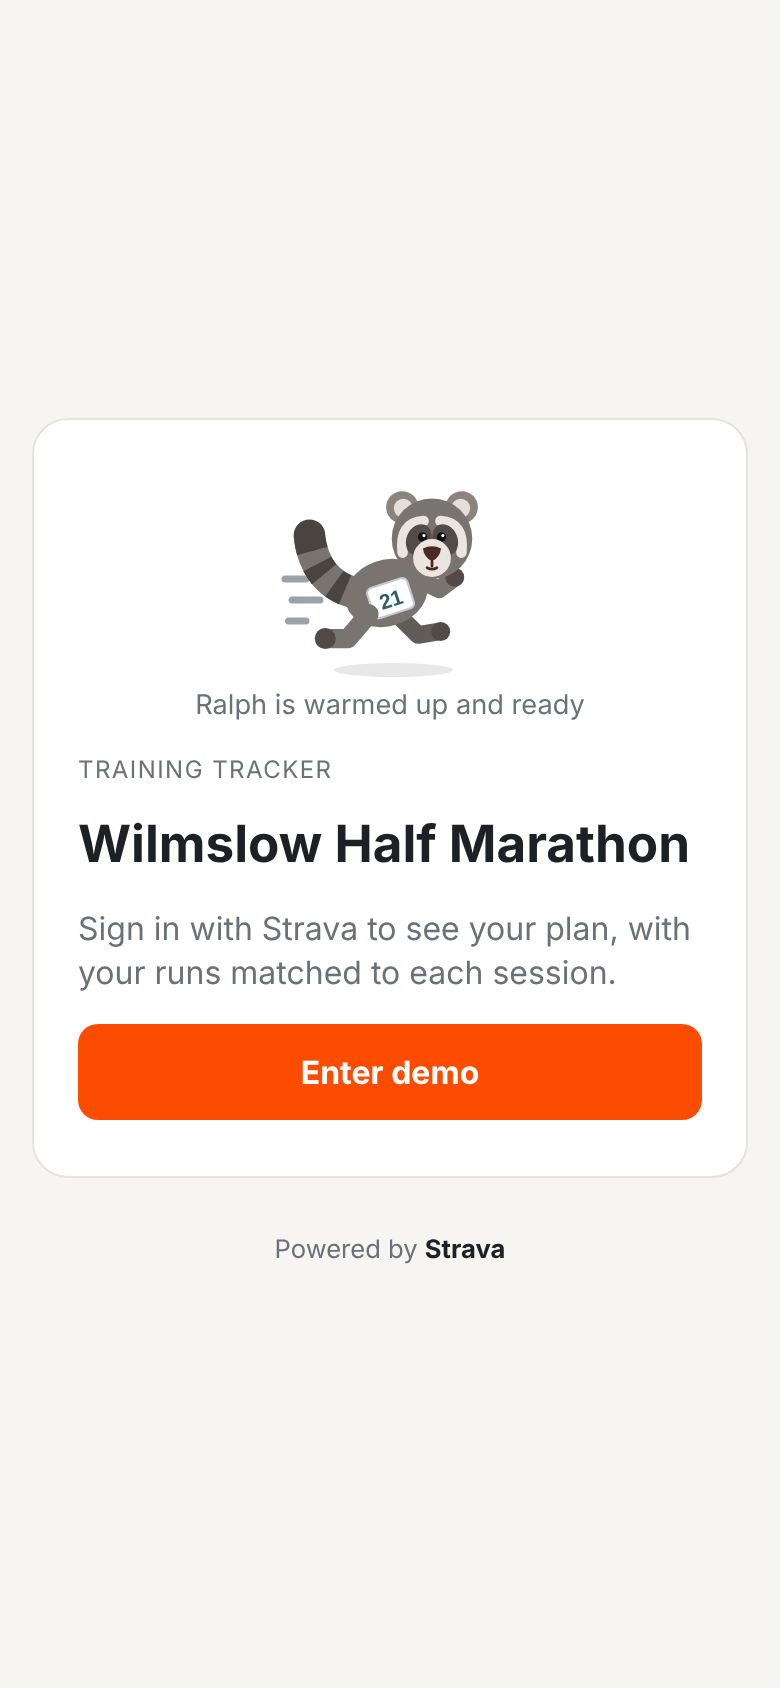 21
Ralph is warmed up and ready
TRAINING TRACKER
Wilmslow Half Marathon
Sign in with Strava to see your plan, with
your runs matched to each session.
Enter demo
Powered by Strava